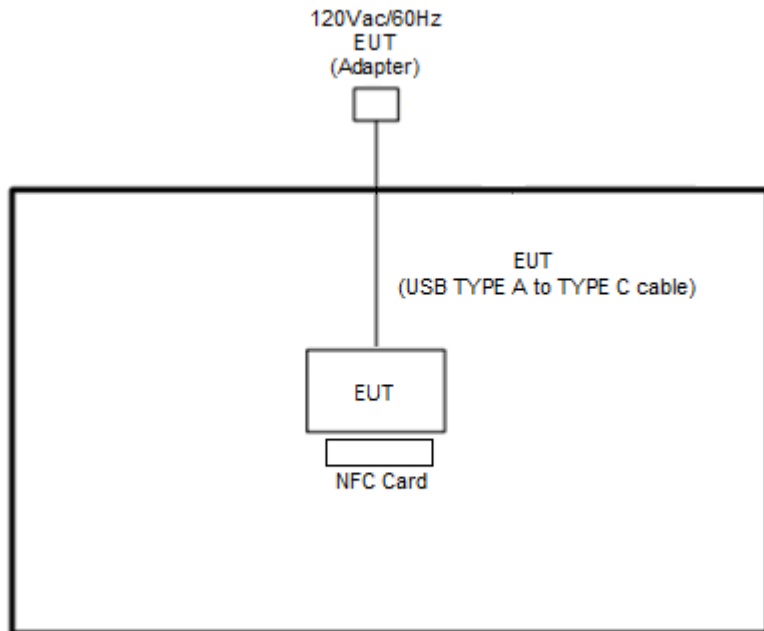 120Vac/60Hz
EUT
(Adapter)
EUT
(USB TYPE A to TYPE C cable)
EUT
NFC Card